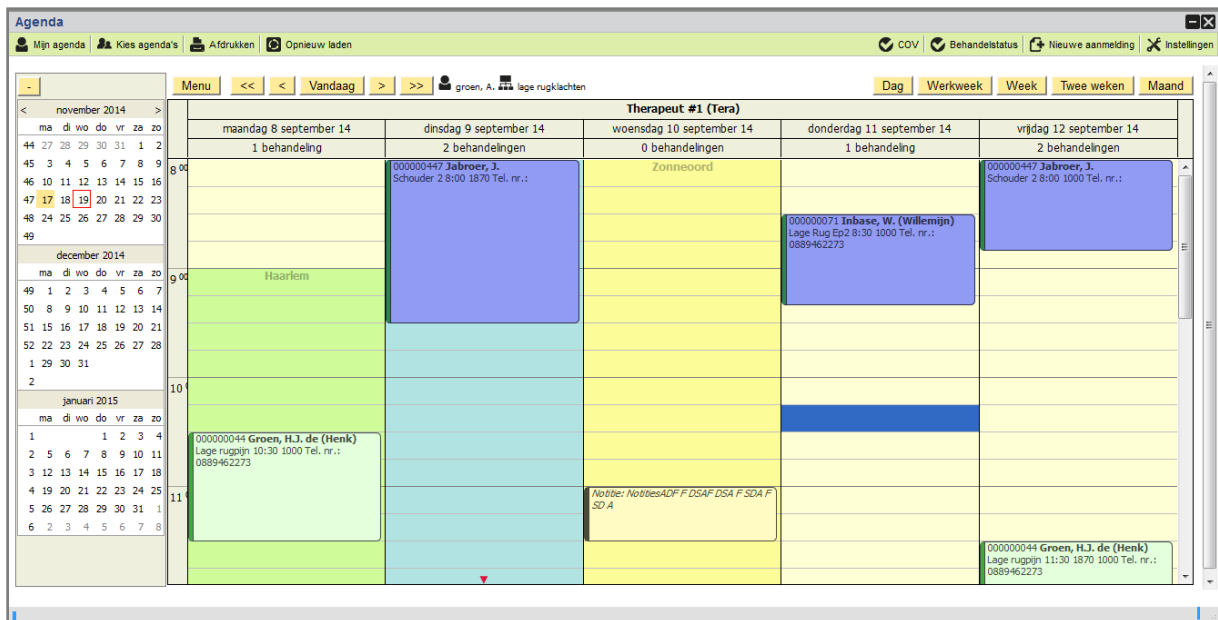 Agenda
Mijn agenda Kies agenda's Afdrukken Opnieuw laden COV Behandelstatus Nieuwe aanmelding Instellingen
- Menu << < Vandaag > >> groen, A. lage rugklachten Dag Werkweek Week Twee weken Maand
< november 2014 >
ma di wo do vr za zo
44 27 28 29 30 31 1 2
45 3 4 5 6 7 8 9
46 10 11 12 13 14 15 16
47 17 18 19 20 21 22 23
48 24 25 26 27 28 29 30
49
december 2014
ma di wo do vr za zo
49 1 2 3 4 5 6 7
50 8 9 10 11 12 13 14
51 15 16 17 18 19 20 21
52 22 23 24 25 26 27 28
1 29 30 31
2
januari 2015
ma di wo do vr za zo
1 1 2 3 4
2 5 6 7 8 9 10 11
3 12 13 14 15 16 17 18
4 19 20 21 22 23 24 25
5 26 27 28 29 30 31 1
6 2 3 4 5 6 7 8
Therapeut #1 (Tera)
maandag 8 september 14 dinsdag 9 september 14 woensdag 10 september 14 donderdag 11 september 14 vrijdag 12 september 14
1 behandeling 2 behandelingen 0 behandelingen 1 behandeling 2 behandelingen
8 00
9 00
10
11
Haarlem
000000044 Groen, H.J. de (Henk)
Lage rugpijn 10:30 1000 Tel. nr.:
0889462273
000000447 Jabroer, J.
Schouder 2 8:00 1870 Tel. nr.:
Zonneoord
Notitie: NotitiesADF F DSAF DSA F SDA F
SD A
000000071 Inbase, W. (Willemijn)
Lage Rug Ep2 8:30 1000 Tel. nr.:
0889462273
000000447 Jabroer, J.
Schouder 2 8:00 1000 Tel. nr.:
000000044 Groen, H.J. de (Henk)
Lage rugpijn 11:30 1870 1000 Tel. nr.:
0889462273